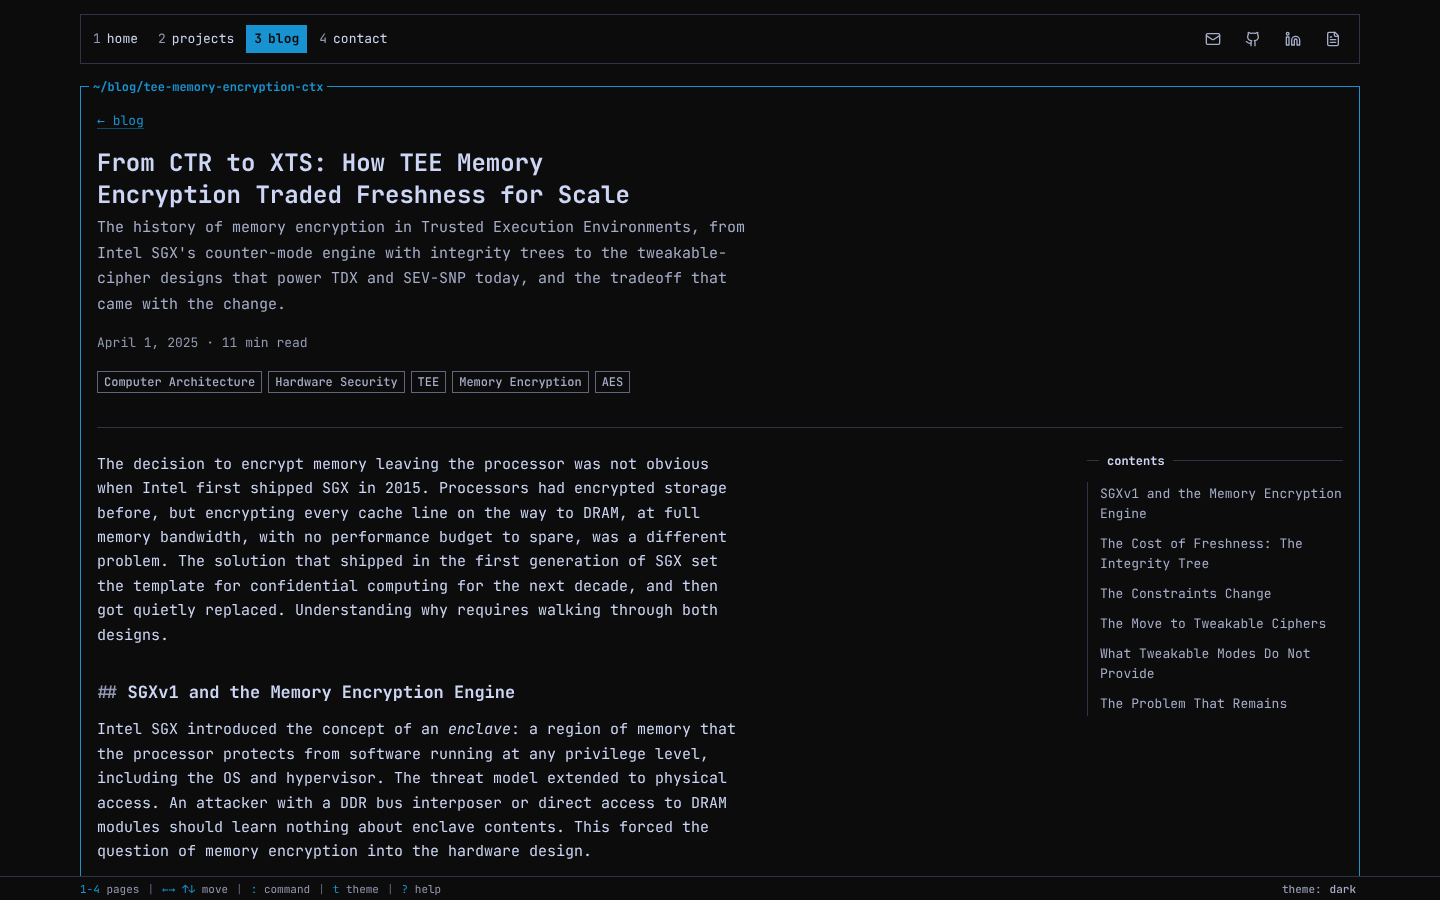 1 home 2 projects 3 blog 4 contact
~/blog/tee-memory-encryption-ctx
← blog
From CTR to XTS: How TEE Memory
Encryption Traded Freshness for Scale
The history of memory encryption in Trusted Execution Environments, from
Intel SGX's counter-mode engine with integrity trees to the tweakable-
cipher designs that power TDX and SEV-SNP today, and the tradeoff that
came with the change.
April 1, 2025 · 11 min read
Computer Architecture Hardware Security TEE Memory Encryption AES
The decision to encrypt memory leaving the processor was not obvious
when Intel first shipped SGX in 2015. Processors had encrypted storage
before, but encrypting every cache line on the way to DRAM, at full
memory bandwidth, with no performance budget to spare, was a different
problem. The solution that shipped in the first generation of SGX set
the template for confidential computing for the next decade, and then
got quietly replaced. Understanding why requires walking through both
designs.
## SGXv1 and the Memory Encryption Engine
Intel SGX introduced the concept of an enclave: a region of memory that
the processor protects from software running at any privilege level,
including the OS and hypervisor. The threat model extended to physical
access. An attacker with a DDR bus interposer or direct access to DRAM
modules should learn nothing about enclave contents. This forced the
question of memory encryption into the hardware design.
contents
SGXv1 and the Memory Encryption
Engine
The Cost of Freshness: The
Integrity Tree
The Constraints Change
The Move to Tweakable Ciphers
What Tweakable Modes Do Not
Provide
The Problem That Remains
1-4 pages | ←→ ↑↓ move | : command | t theme | ? help
theme: dark